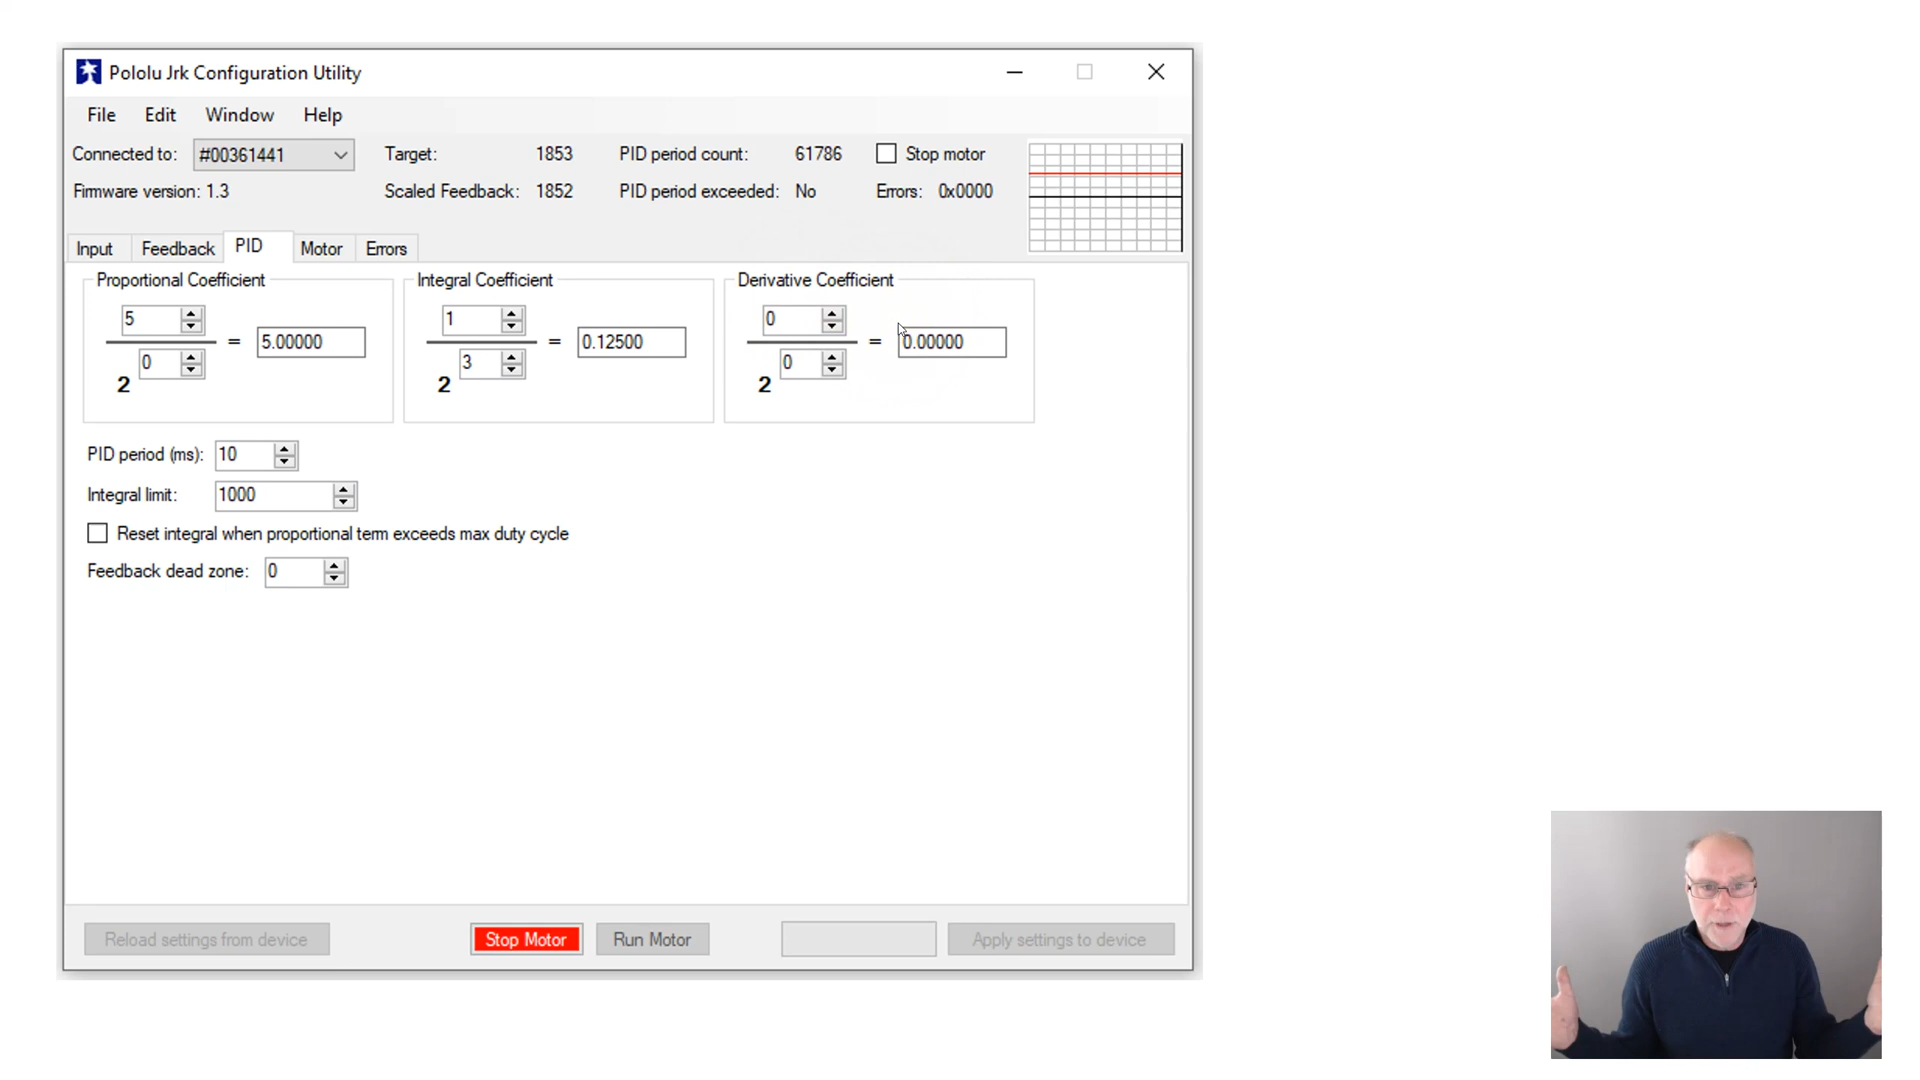 Pololu Jrk Configuration Utility
File Edit Window Help
Connected to: #00361441 Target: 1853 PID period count: 61786 Stop motor
Firmware version: 1.3 Scaled Feedback: 1852 PID period exceeded: No Errors: 0x0000
Input Feedback PID Motor Errors
Proportional Coefficient Integral Coefficient Derivative Coefficient
5 1 0
= 5.00000 = 0.12500 = 0.00000
0 3 0
2 2 2
PID period (ms): 10
Integral limit: 1000
Reset integral when proportional term exceeds max duty cycle
Feedback dead zone: 0
Reload settings from device Stop Motor Run Motor Apply settings to device